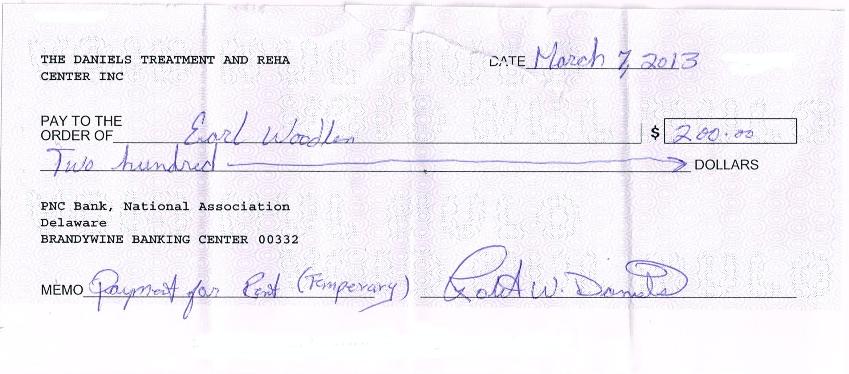 THE DANIELS TREATMENT AND REHA
CENTER INC
DATE March 7, 2013
PAY TO THE
ORDER OF Earl Woodlen
$ 200.00
Two hundred DOLLARS
PNC Bank, National Association
Delaware
BRANDYWINE BANKING CENTER 00332
MEMO Payment for Rent (Temperary)
W. Daniels